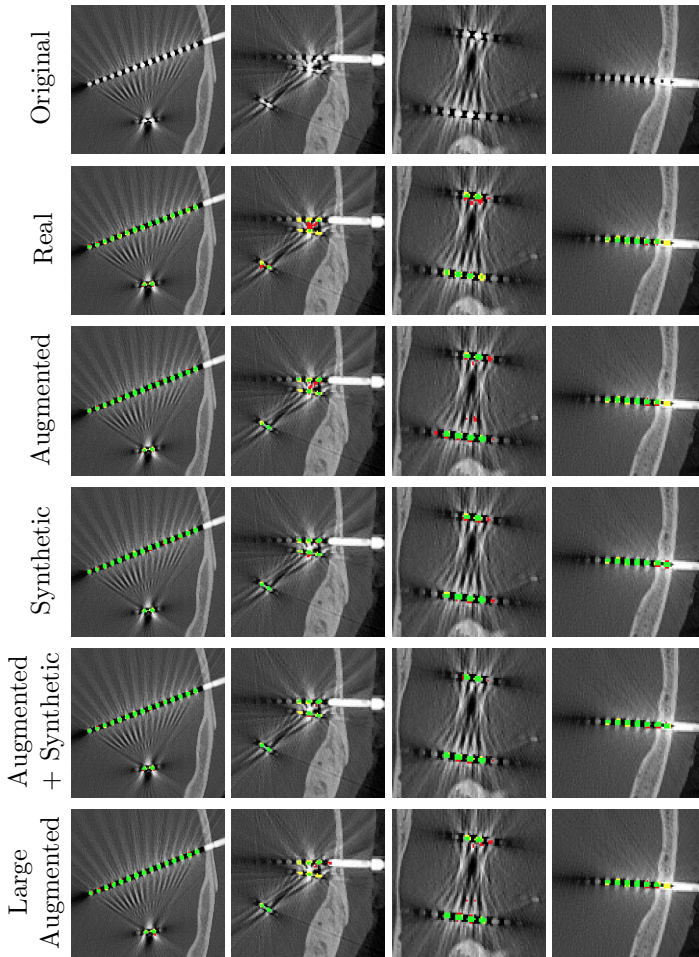 Original
Real
Augmented
Synthetic
Augmented
+ Synthetic
Large
Augmented